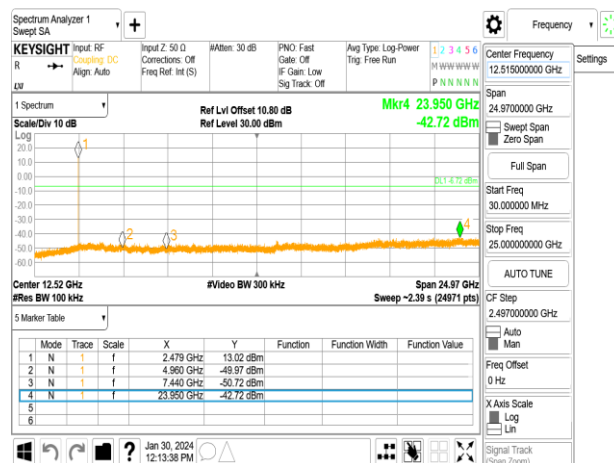 Spectrum Analyzer 1
Swept SA
Frequency
KEYSIGHT
R
Input: RF
Coupling: DC
Align: Auto
Input Z: 50 Ω
Corrections: Off
Freq Ref: Int (S)
#Atten: 30 dB
PNO: Fast
Gate: Off
IF Gain: Low
Sig Track: Off
Avg Type: Log-Power
Trig: Free Run
1 2 3 4 5 6
M W W W W W
P N N N N N
Settings
Center Frequency
12.515000000 GHz
Span
24.9700000 GHz
Swept Span
Zero Span
Full Span
Start Freq
30.000000 MHz
Stop Freq
25.000000000 GHz
AUTO TUNE
CF Step
2.497000000 GHz
Auto
Man
Freq Offset
0 Hz
X Axis Scale
Log
Lin
Signal Track
(Span Zoom)
1 Spectrum
Scale/Div 10 dB
Ref Lvl Offset 10.80 dB
Ref Level 30.00 dBm
Mkr4 23.950 GHz
-42.72 dBm
Log
20.0
10.0
0.00
-10.0
-20.0
-30.0
-40.0
-50.0
-60.0
1
2
3
4
DL1 -6.72 dBm
Center 12.52 GHz
#Res BW 100 kHz
#Video BW 300 kHz
Span 24.97 GHz
Sweep ~2.39 s (24971 pts)
5 Marker Table
Mode Trace Scale X Y Function Function Width Function Value
1 N 1 f 2.479 GHz 13.02 dBm
2 N 1 f 4.960 GHz -49.97 dBm
3 N 1 f 7.440 GHz -50.72 dBm
4 N 1 f 23.950 GHz -42.72 dBm
5
6
?
Jan 30, 2024
12:13:38 PM